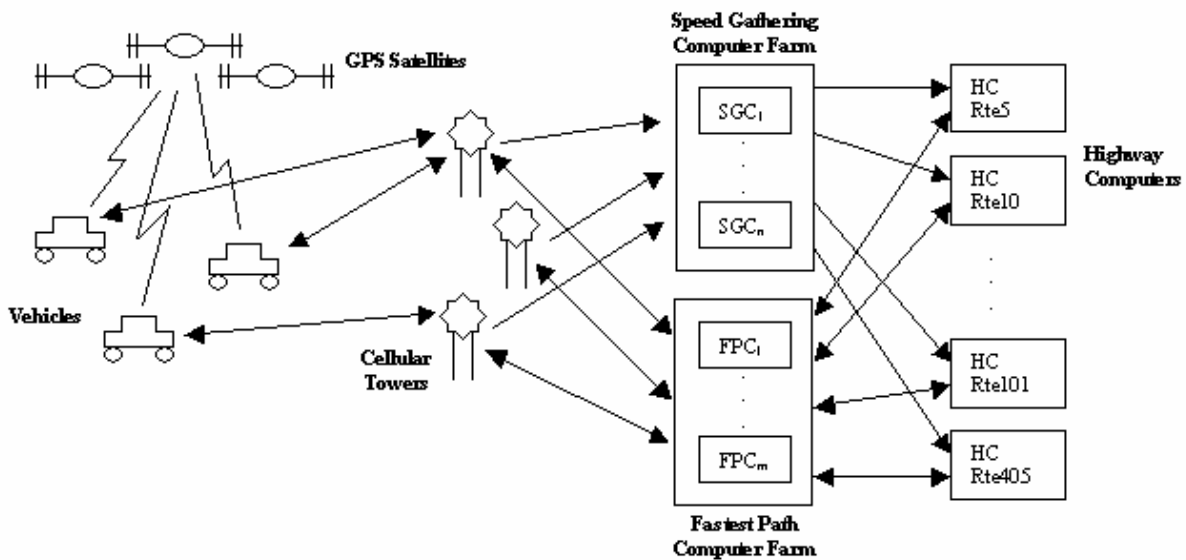 Speed Gathering
Computer Farm
GPS Satellites
SGC₁
SGCₙ
HC
Rte5
HC
Rte10
Highway
Computers
Vehicles
Cellular
Towers
FPC₁
FPCₘ
HC
Rte101
HC
Rte405
Fastest Path
Computer Farm